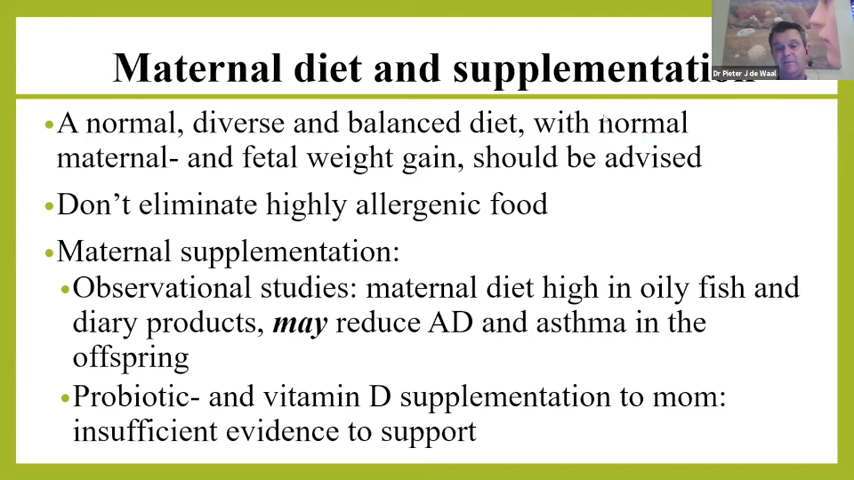 Maternal diet and supplementation
Dr Pieter J de Waal
•A normal, diverse and balanced diet, with normal
maternal- and fetal weight gain, should be advised
•Don't eliminate highly allergenic food
•Maternal supplementation:
•Observational studies: maternal diet high in oily fish and
diary products, may reduce AD and asthma in the
offspring
•Probiotic- and vitamin D supplementation to mom:
insufficient evidence to support